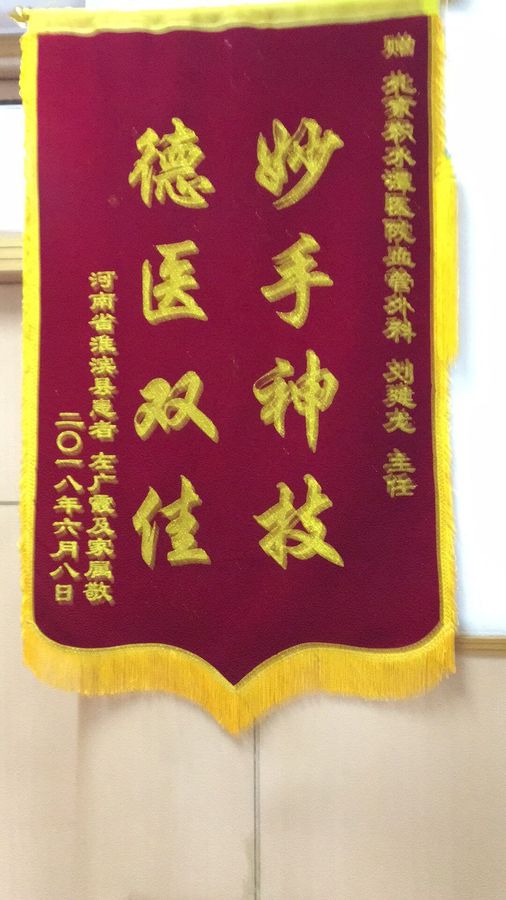 赠 北京积水潭医院血管外科 刘建龙 主任
妙手神技
德医双佳
河南省淮滨县患者 左广霞及家属敬
二〇一八年六月八日